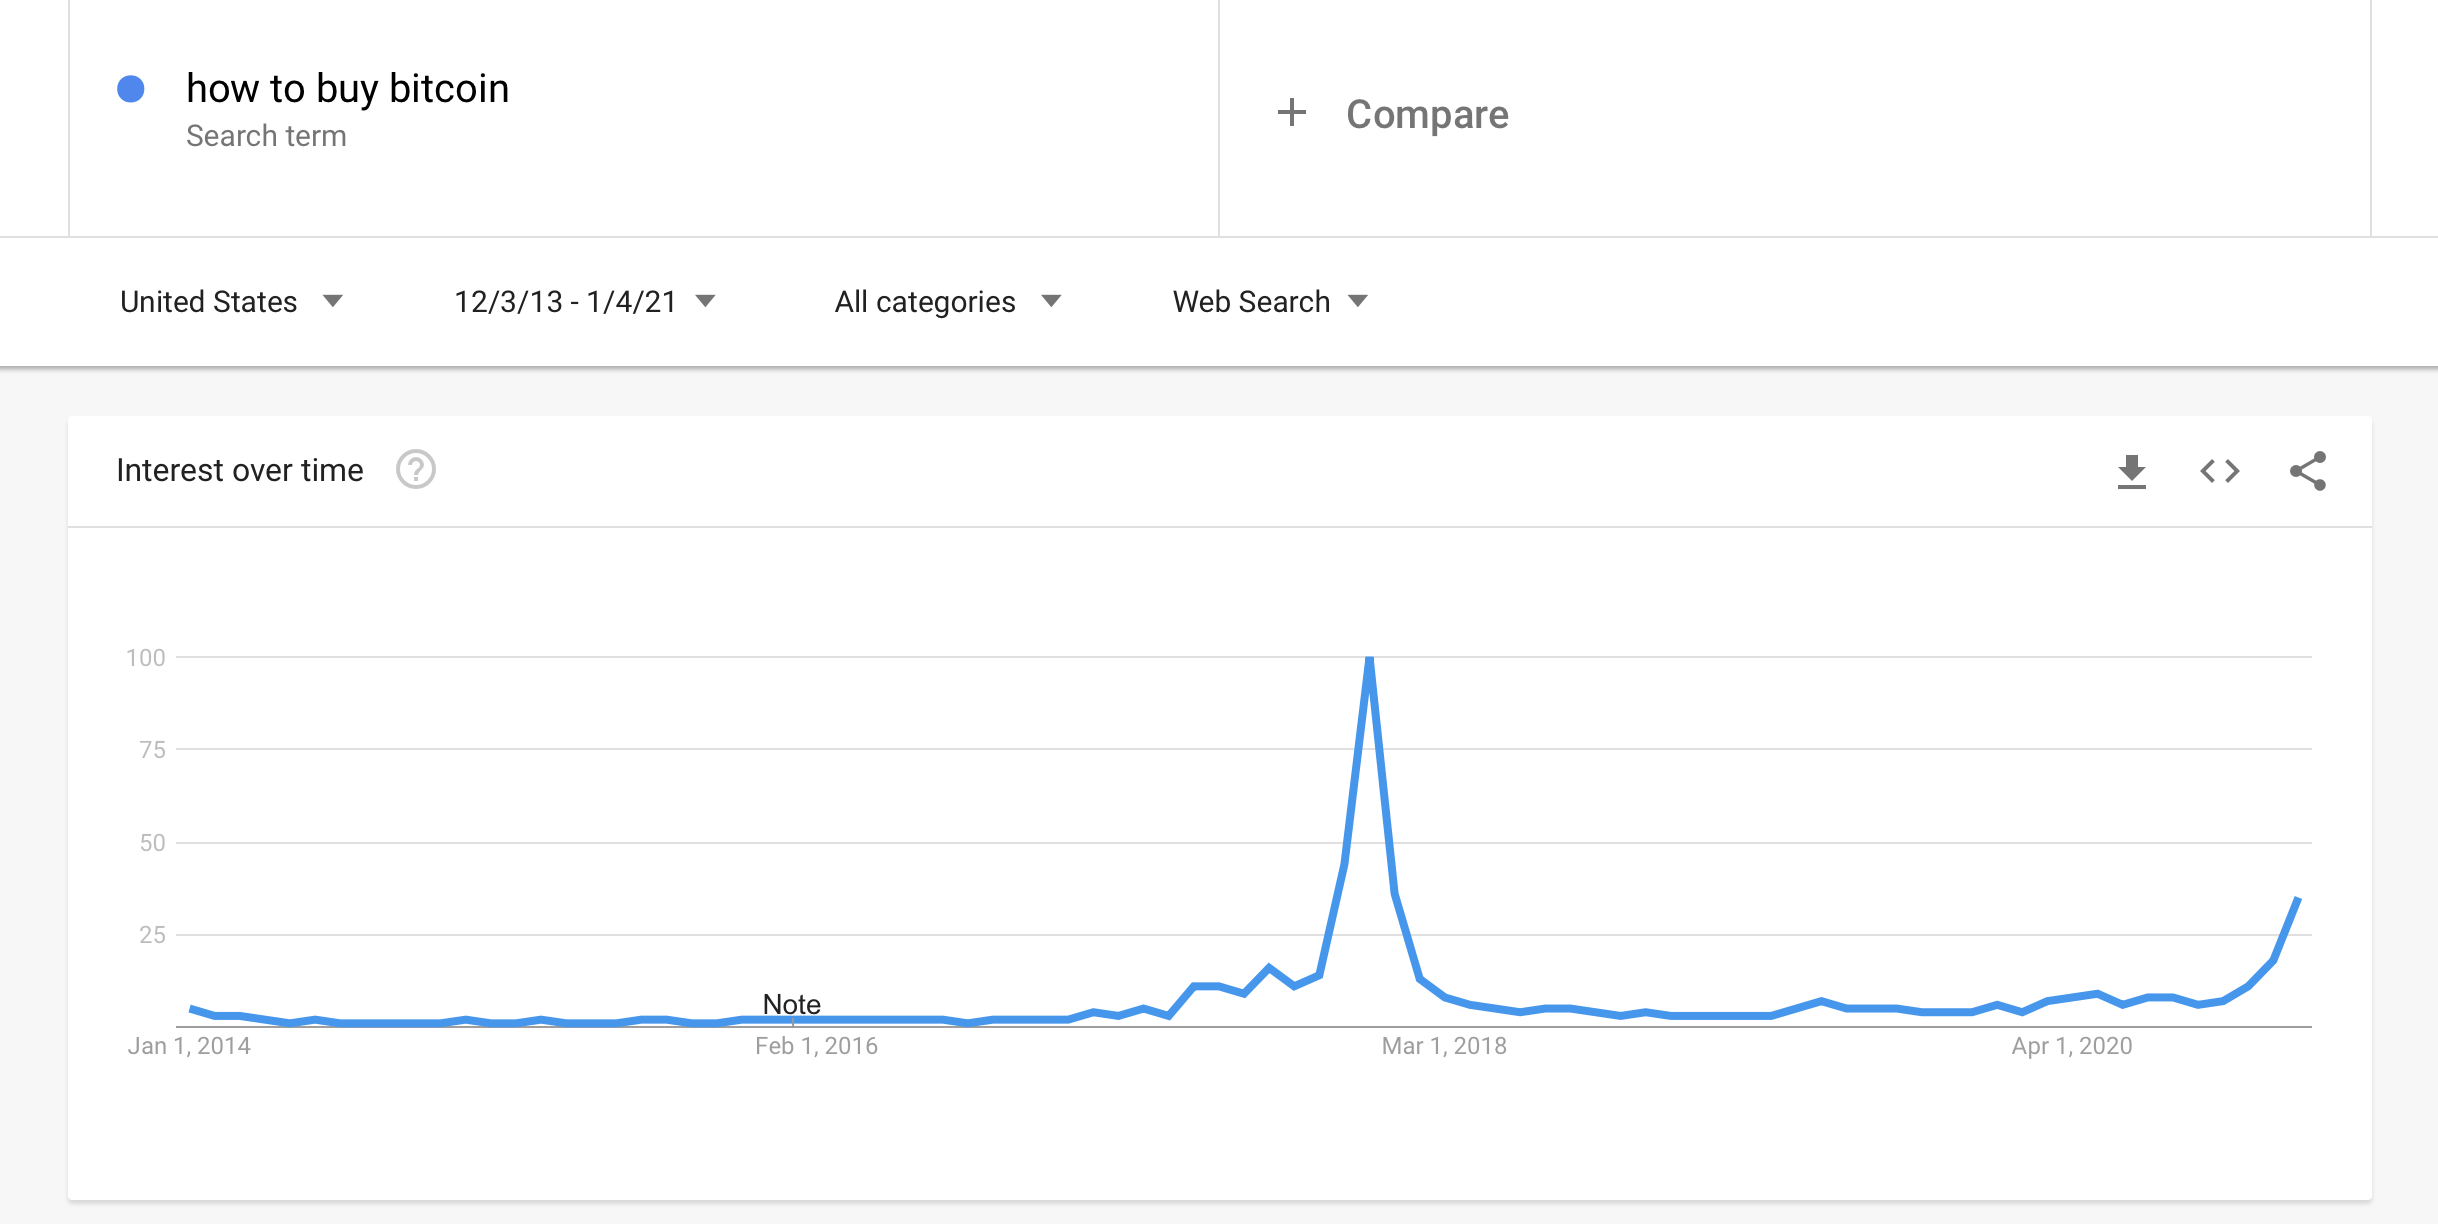 how to buy bitcoin
Search term
+ Compare
United States
12/3/13 - 1/4/21
All categories
Web Search
Interest over time
?
100
75
50
25
Note
Jan 1, 2014
Feb 1, 2016
Mar 1, 2018
Apr 1, 2020